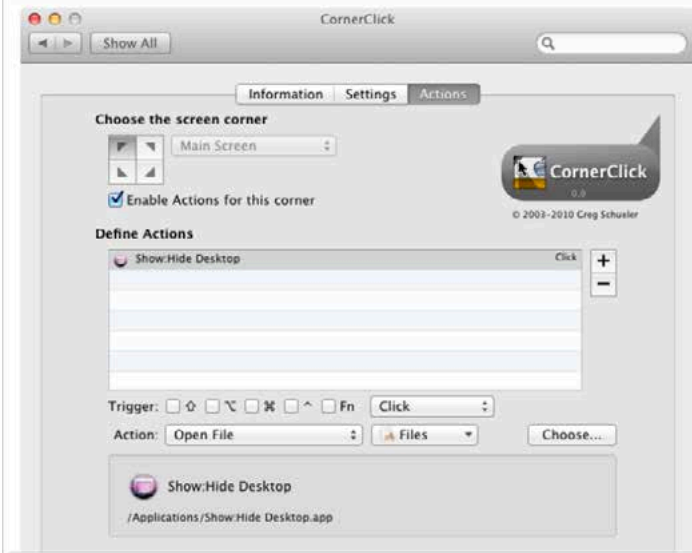 CornerClick
Show All
Information Settings Actions
Choose the screen corner
Main Screen
Enable Actions for this corner
CornerClick
0.0
© 2003-2010 Greg Schueler
Define Actions
Show:Hide Desktop Click
+
−
Trigger: ⇧ ⌥ ⌘ ^ Fn Click
Action: Open File Files Choose...
Show:Hide Desktop
/Applications/Show:Hide Desktop.app